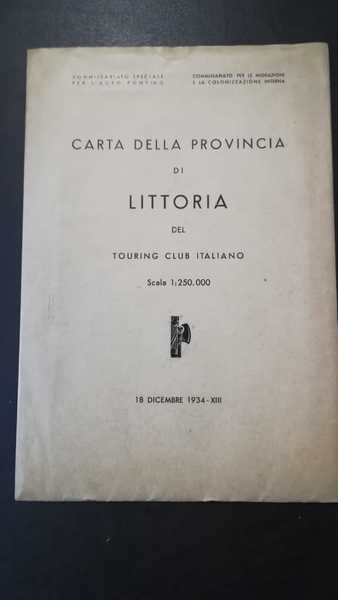 COMMISSARIATO SPECIALE
PER L'AGRO PONTINO
COMMISSARIATO PER LE MIGRAZIONI
E LA COLONIZZAZIONE INTERNA
CARTA DELLA PROVINCIA
DI
LITTORIA
DEL
TOURING CLUB ITALIANO
Scala 1:250.000
18 DICEMBRE 1934-XIII